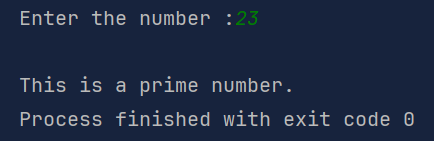 Enter the number :23
This is a prime number.
Process finished with exit code 0